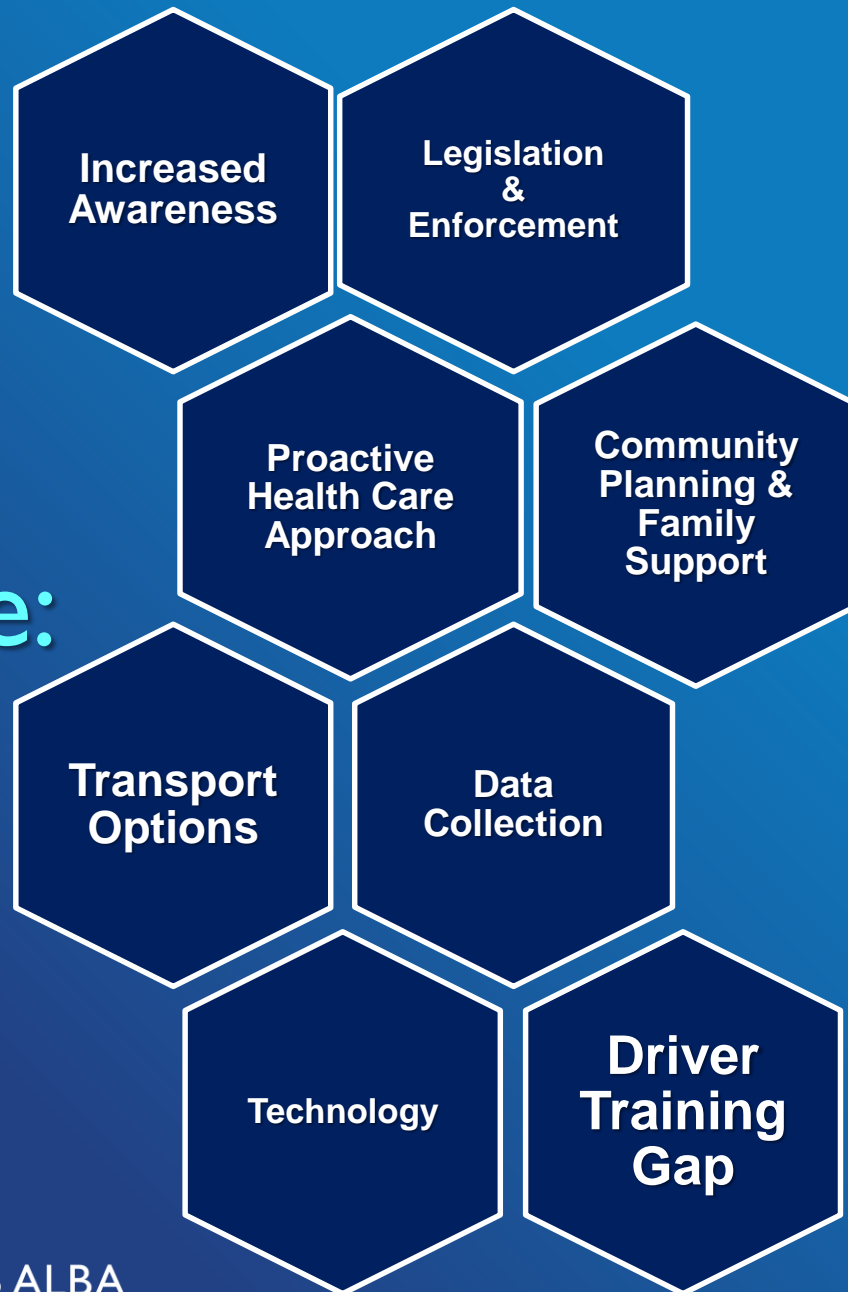 Increased
Awareness
Legislation
&
Enforcement
Proactive
Health Care
Approach
Community
Planning &
Family
Support
e:
Transport
Options
Data
Collection
Technology
Driver
Training
Gap
ALBA